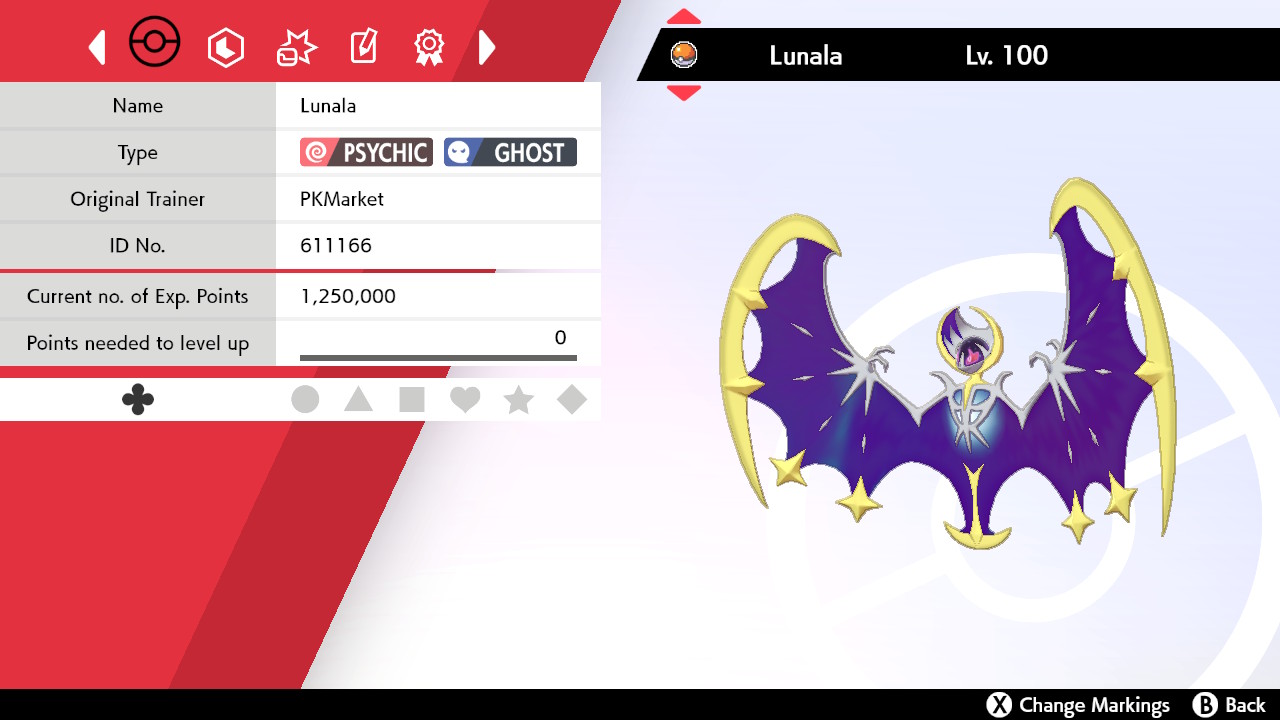 Lunala Lv. 100
Name Lunala
Type PSYCHIC GHOST
Original Trainer PKMarket
ID No. 611166
Current no. of Exp. Points 1,250,000
Points needed to level up 0
X Change Markings B Back